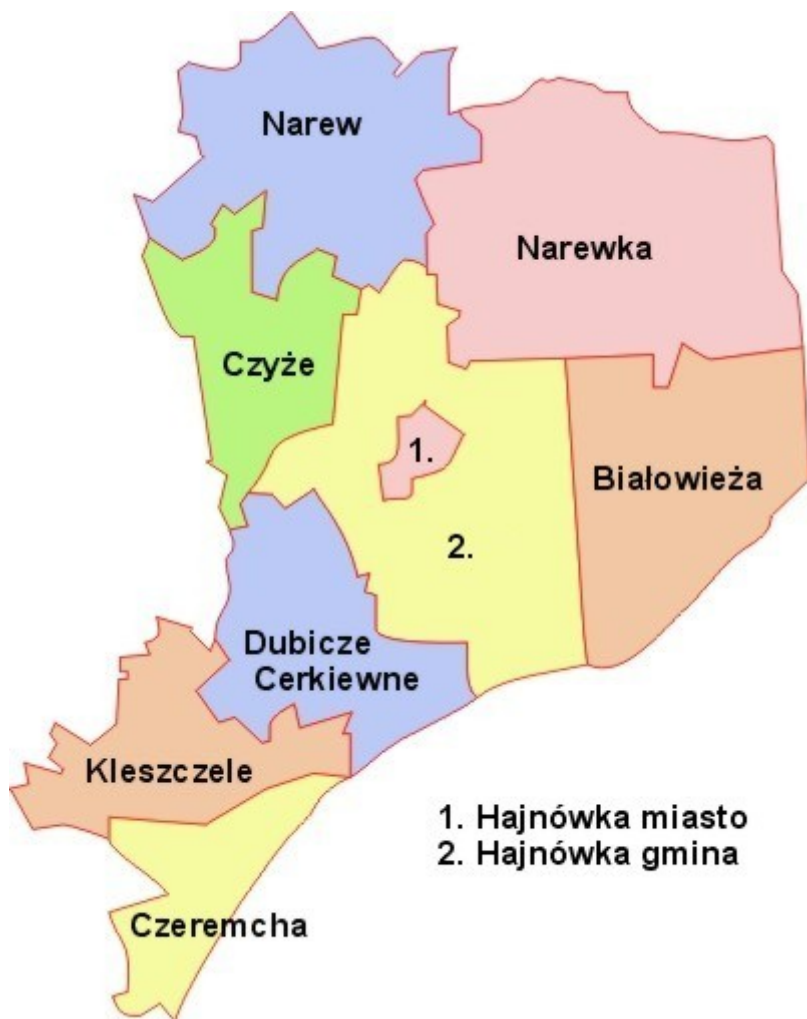 Narew
Narewka
Czyże
1.
Białowieża
2.
Dubicze
Cerkiewne
Kleszczele
1. Hajnówka miasto
2. Hajnówka gmina
Czeremcha